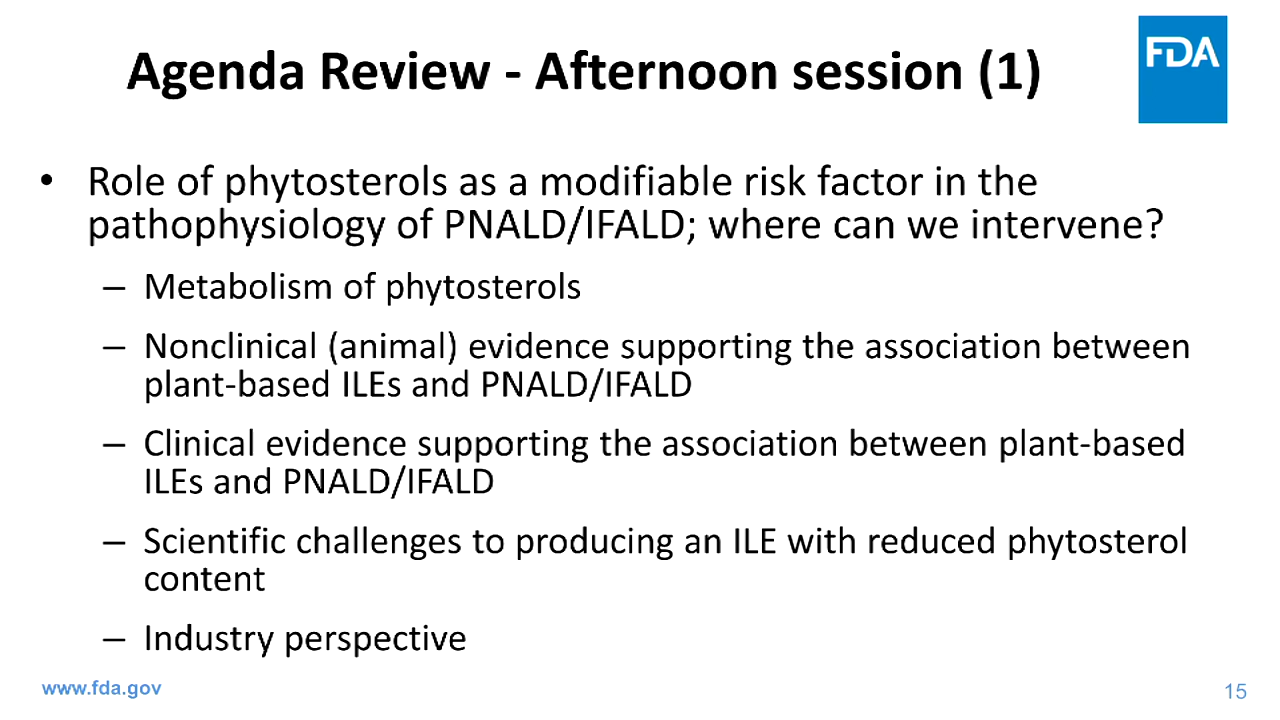 Agenda Review - Afternoon session (1)
FDA
• Role of phytosterols as a modifiable risk factor in the
pathophysiology of PNALD/IFALD; where can we intervene?
– Metabolism of phytosterols
– Nonclinical (animal) evidence supporting the association between
plant-based ILEs and PNALD/IFALD
– Clinical evidence supporting the association between plant-based
ILEs and PNALD/IFALD
– Scientific challenges to producing an ILE with reduced phytosterol
content
– Industry perspective
www.fda.gov
15